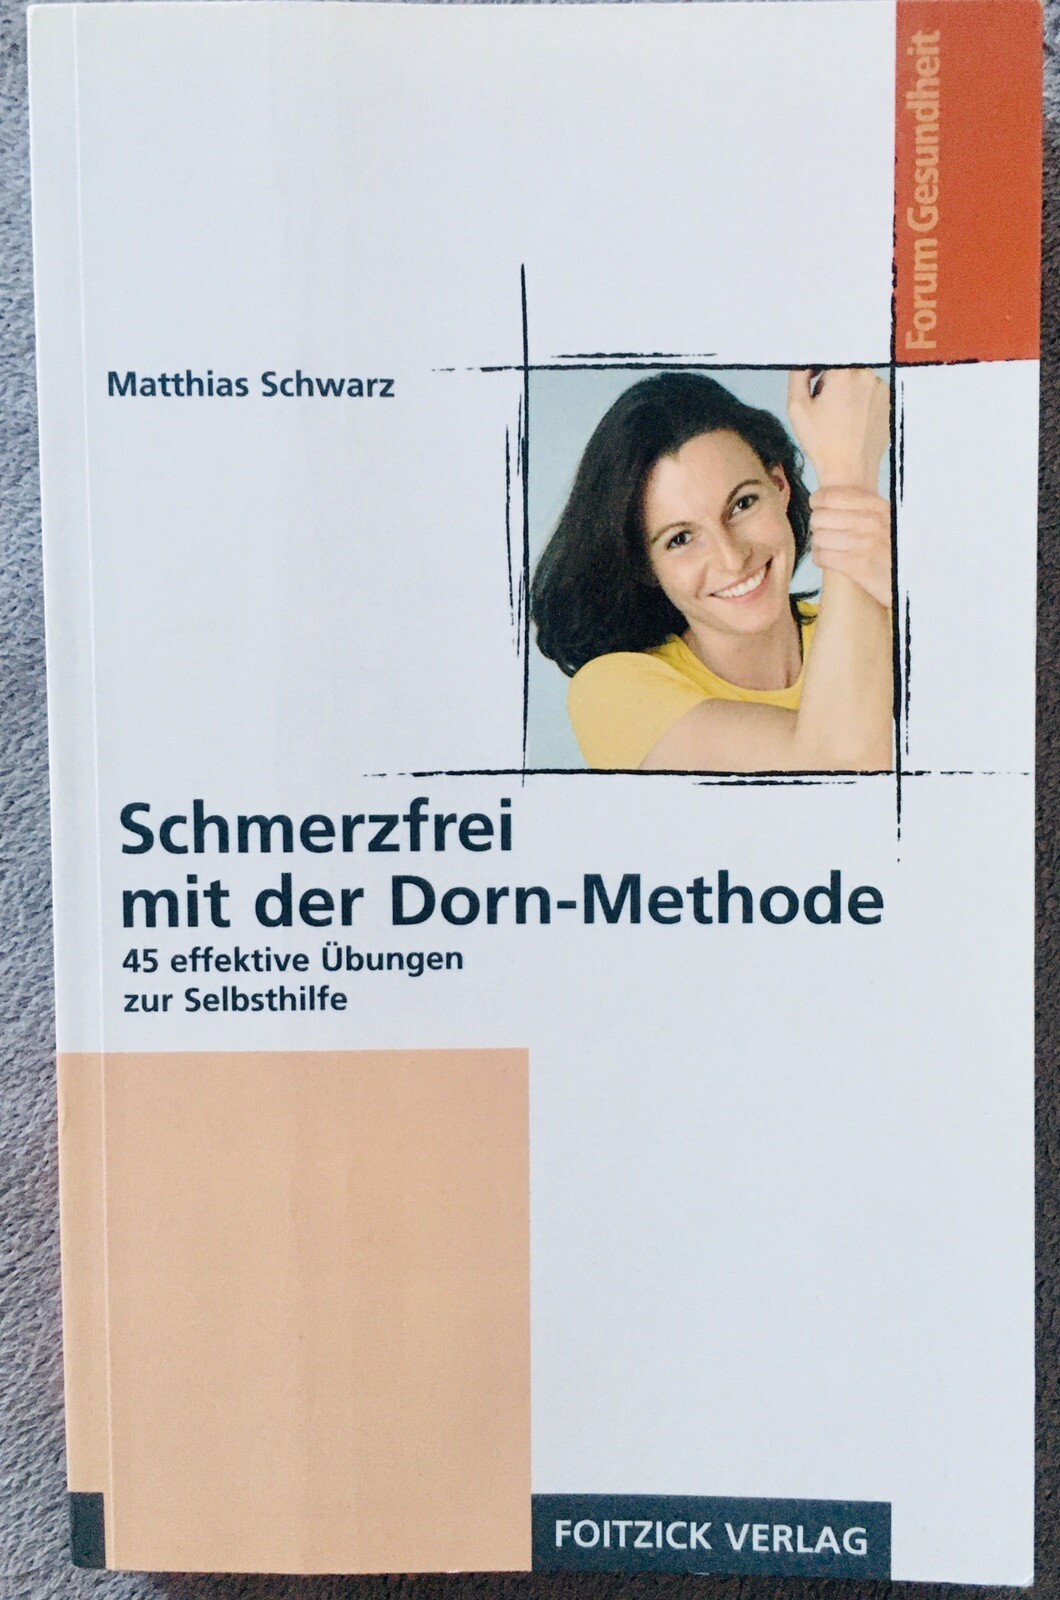 Forum Gesundheit
Matthias Schwarz
Schmerzfrei
mit der Dorn-Methode
45 effektive Übungen
zur Selbsthilfe
FOITZICK VERLAG